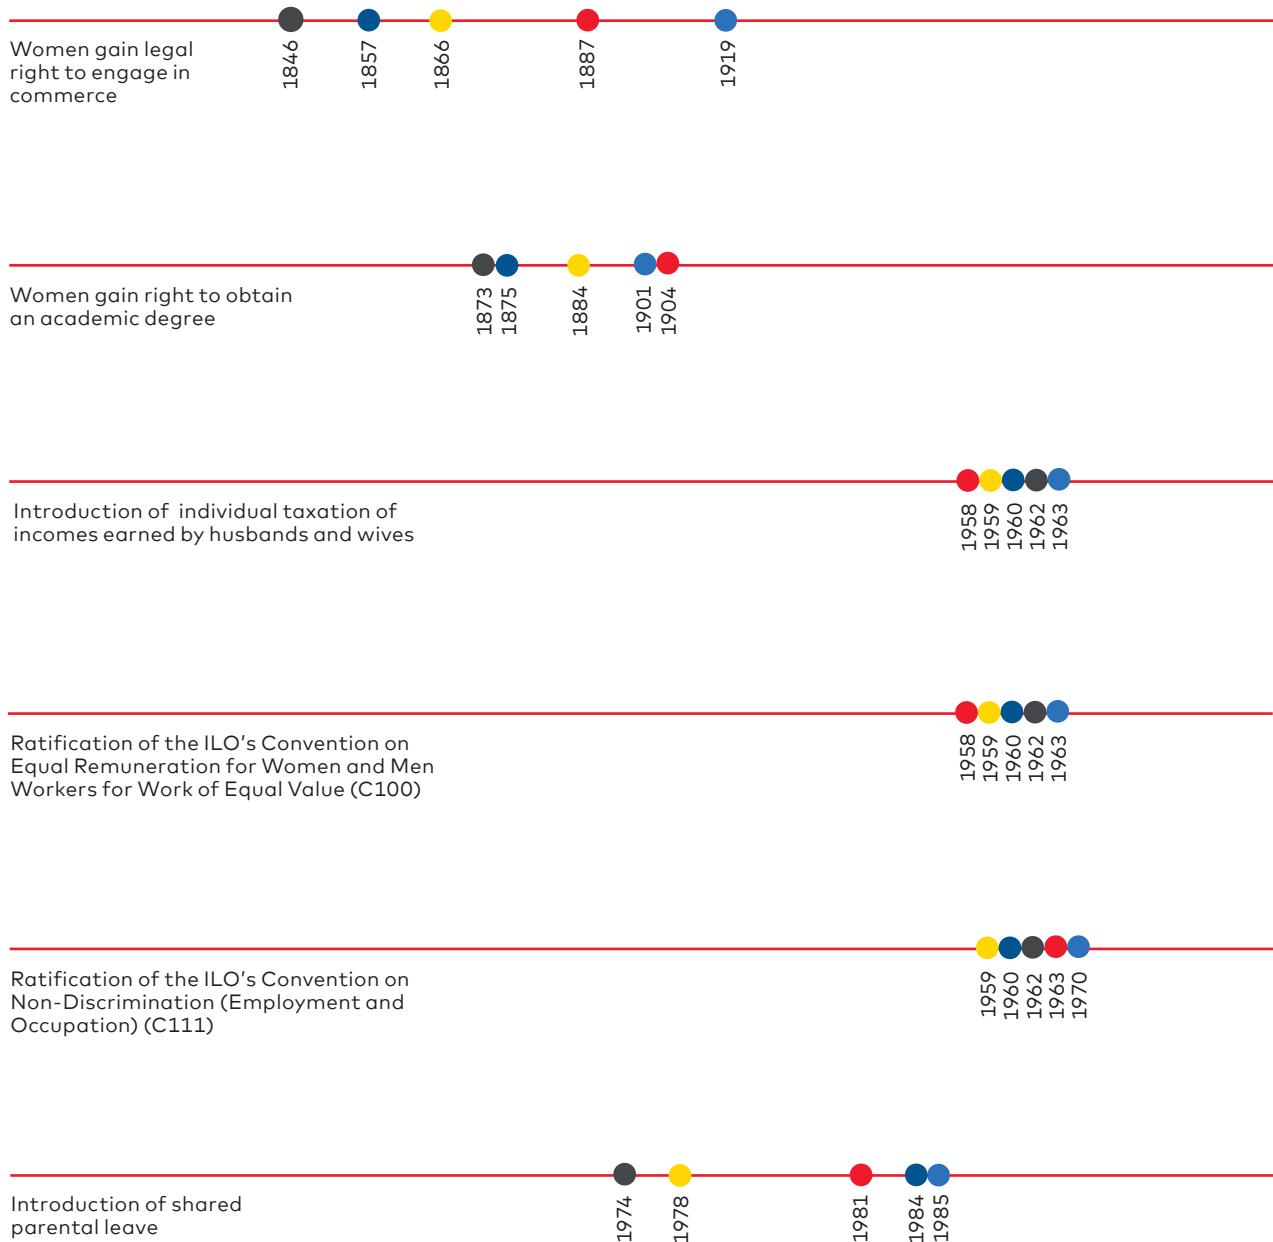 1846
1857
1866
1887
1919
Women gain legal
right to engage in
commerce
1873
1875
1884
1901
1904
Women gain right to obtain
an academic degree
1958
1959
1960
1962
1963
Introduction of individual taxation of
incomes earned by husbands and wives
1958
1959
1960
1962
1963
Ratification of the ILO's Convention on
Equal Remuneration for Women and Men
Workers for Work of Equal Value (C100)
1959
1960
1962
1963
1970
Ratification of the ILO's Convention on
Non-Discrimination (Employment and
Occupation) (C111)
1974
1978
1981
1984
1985
Introduction of shared
parental leave